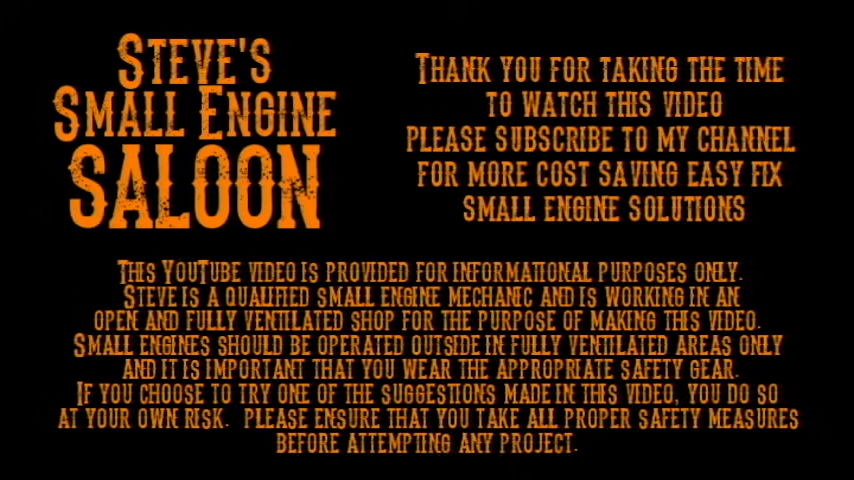 STEVE'S
SMALL ENGINE
SALOON
THANK YOU FOR TAKING THE TIME
TO WATCH THIS VIDEO
PLEASE SUBSCRIBE TO MY CHANNEL
FOR MORE COST SAVING EASY FIX
SMALL ENGINE SOLUTIONS
THIS YOUTUBE VIDEO IS PROVIDED FOR INFORMATIONAL PURPOSES ONLY.
STEVE IS A QUALIFIED SMALL ENGINE MECHANIC AND IS WORKING IN AN
OPEN AND FULLY VENTILATED SHOP FOR THE PURPOSE OF MAKING THIS VIDEO.
SMALL ENGINES SHOULD BE OPERATED OUTSIDE IN FULLY VENTILATED AREAS ONLY
AND IT IS IMPORTANT THAT YOU WEAR THE APPROPRIATE SAFETY GEAR.
IF YOU CHOOSE TO TRY ONE OF THE SUGGESTIONS MADE IN THIS VIDEO, YOU DO SO
AT YOUR OWN RISK. PLEASE ENSURE THAT YOU TAKE ALL PROPER SAFETY MEASURES
BEFORE ATTEMPTING ANY PROJECT.